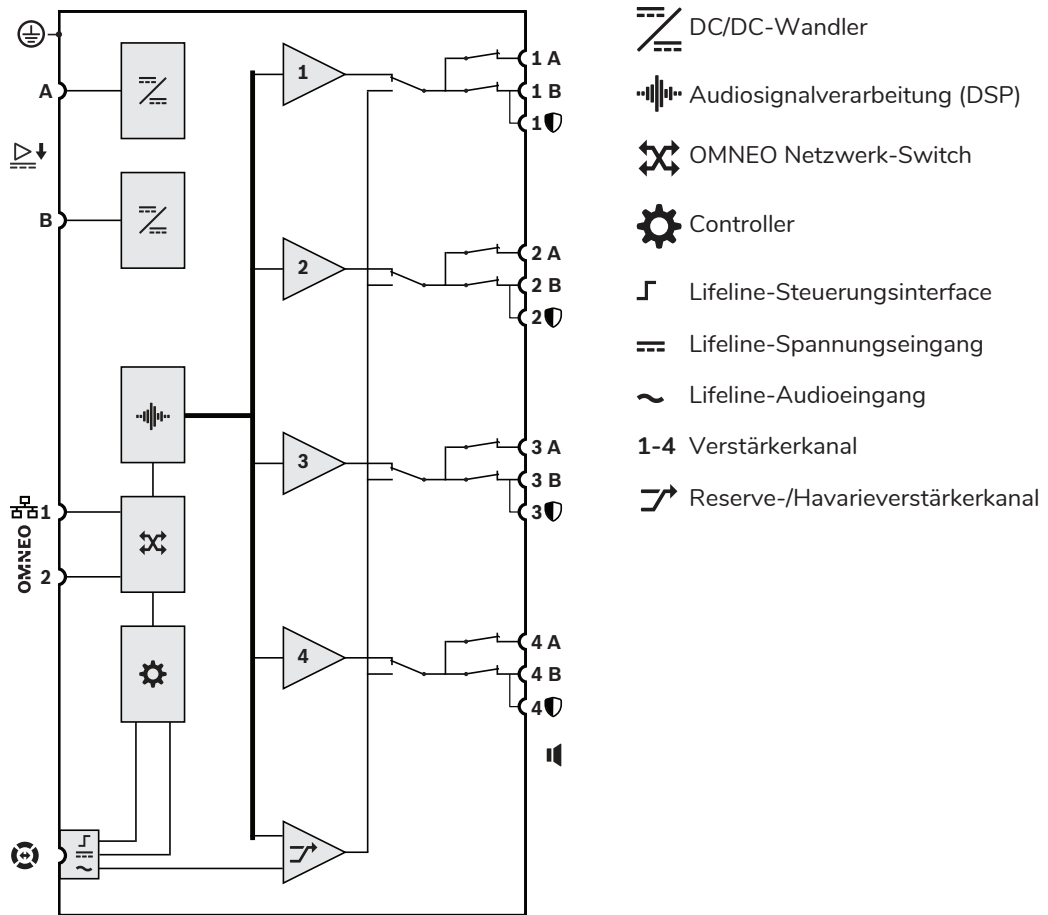 A
B
1
OMNEO
2
1
2
3
4
1 A
1 B
1
2 A
2 B
2
3 A
3 B
3
4 A
4 B
4
DC/DC-Wandler
Audiosignalverarbeitung (DSP)
OMNEO Netzwerk-Switch
Controller
Lifeline-Steuerungsinterface
Lifeline-Spannungseingang
Lifeline-Audioeingang
1-4 Verstärkerkanal
Reserve-/Havarieverstärkerkanal